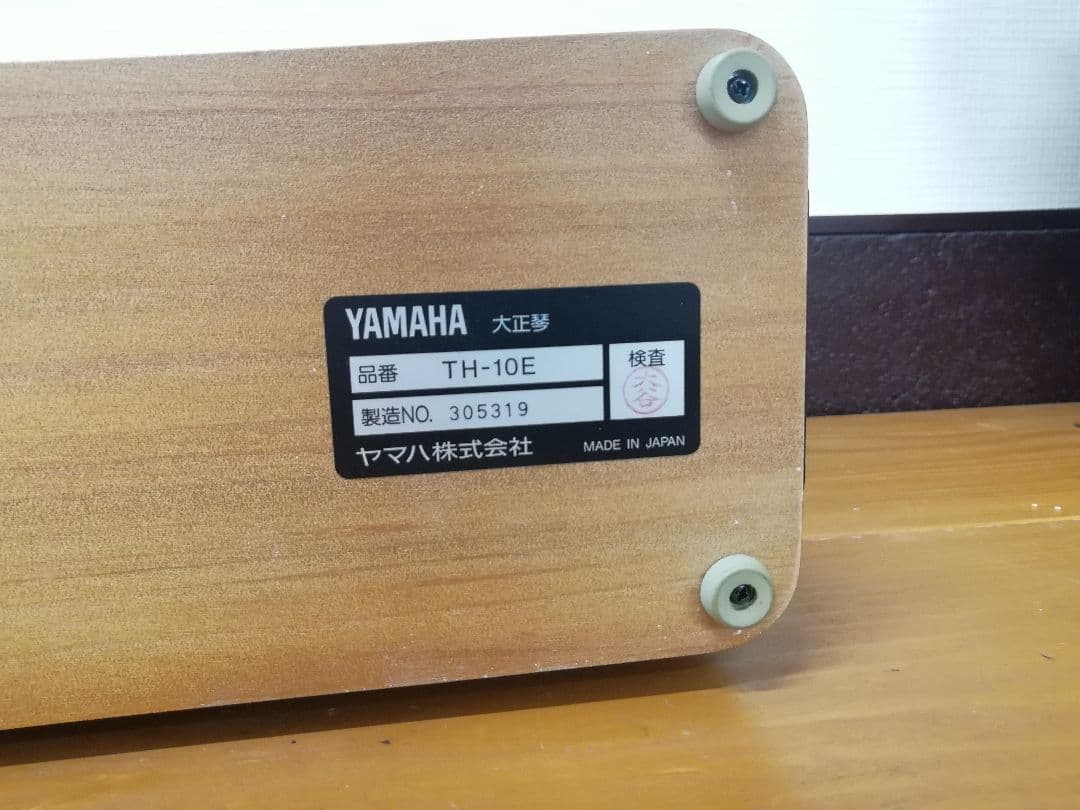 YAMAHA 大正琴
品番 TH-10E
検査
製造NO. 305319
ヤマハ株式会社 MADE IN JAPAN